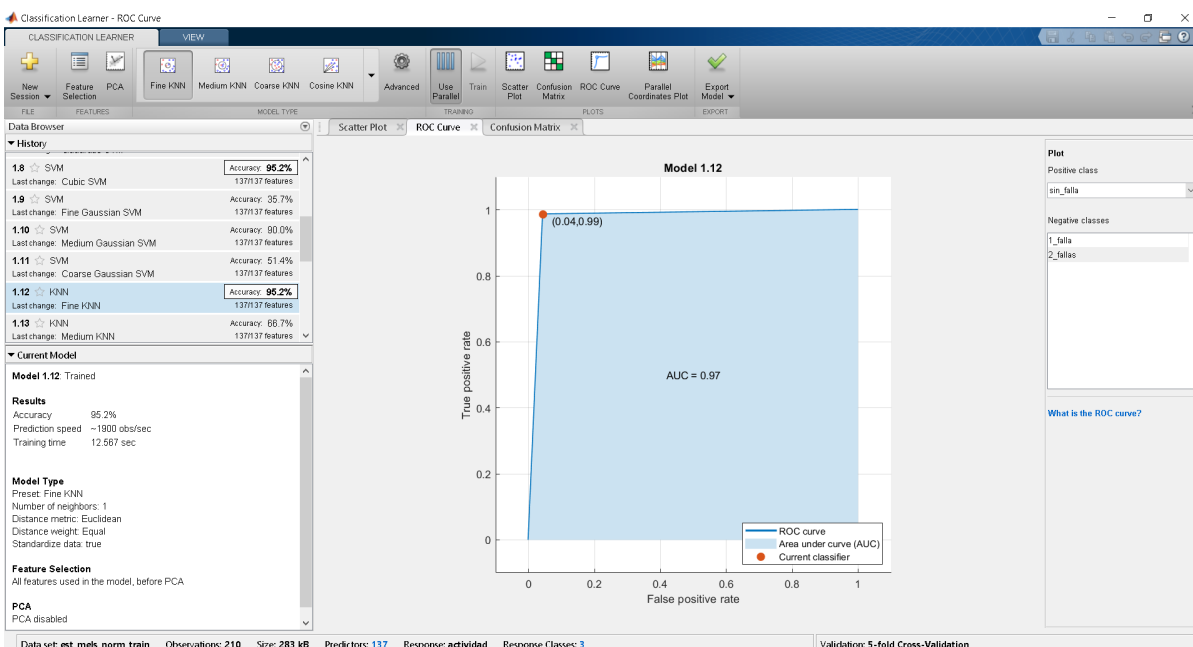 Classification Learner - ROC Curve
CLASSIFICATION LEARNER
VIEW
New Session
Feature Selection
PCA
Fine KNN
Medium KNN
Coarse KNN
Cosine KNN
Advanced
Use Parallel
Train
Scatter Plot
Confusion Matrix
ROC Curve
Parallel Coordinates Plot
Export Model
FILE
FEATURES
MODEL TYPE
TRAINING
PLOTS
EXPORT
Data Browser
History
1.8 SVM Accuracy: 95.2%
Last change: Cubic SVM 137/137 features
1.9 SVM Accuracy: 35.7%
Last change: Fine Gaussian SVM 137/137 features
1.10 SVM Accuracy: 90.0%
Last change: Medium Gaussian SVM 137/137 features
1.11 SVM Accuracy: 51.4%
Last change: Coarse Gaussian SVM 137/137 features
1.12 KNN Accuracy: 95.2%
Last change: Fine KNN 137/137 features
1.13 KNN Accuracy: 66.7%
Last change: Medium KNN 137/137 features
Current Model
Model 1.12: Trained
Results
Accuracy 95.2%
Prediction speed ~1900 obs/sec
Training time 12.567 sec
Model Type
Preset: Fine KNN
Number of neighbors: 1
Distance metric: Euclidean
Distance weight: Equal
Standardize data: true
Feature Selection
All features used in the model, before PCA
PCA
PCA disabled
Scatter Plot
ROC Curve
Confusion Matrix
Model 1.12
1
0.8
0.6
0.4
0.2
0
True positive rate
(0.04,0.99)
AUC = 0.97
ROC curve
Area under curve (AUC)
Current classifier
0 0.2 0.4 0.6 0.8 1
False positive rate
Plot
Positive class
sin_falla
Negative classes
1_falla
2_fallas
What is the ROC curve?
Data set: est_mels_norm_train Observations: 210 Size: 283 kB Predictors: 137 Response: actividad Response Classes: 3
Validation: 5-fold Cross-Validation